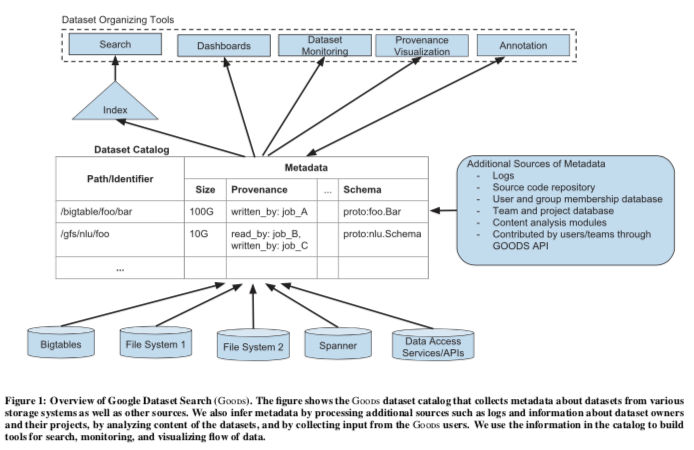 Dataset Organizing Tools
Search
Dashboards
Dataset
Monitoring
Provenance
Visualization
Annotation
Index
Dataset Catalog
Path/Identifier
Metadata
Size
Provenance
...
Schema
/bigtable/foo/bar
100G
written_by: job_A
proto:foo.Bar
/gfs/nlu/foo
10G
read_by: job_B,
written_by: job_C
proto:nlu.Schema
...
Additional Sources of Metadata
- Logs
- Source code repository
- User and group membership database
- Team and project database
- Content analysis modules
- Contributed by users/teams through
GOODS API
Bigtables
File System 1
File System 2
Spanner
Data Access
Services/APIs
Figure 1: Overview of Google Dataset Search (GOODS). The figure shows the GOODS dataset catalog that collects metadata about datasets from various
storage systems as well as other sources. We also infer metadata by processing additional sources such as logs and information about dataset owners
and their projects, by analyzing content of the datasets, and by collecting input from the GOODS users. We use the information in the catalog to build
tools for search, monitoring, and visualizing flow of data.